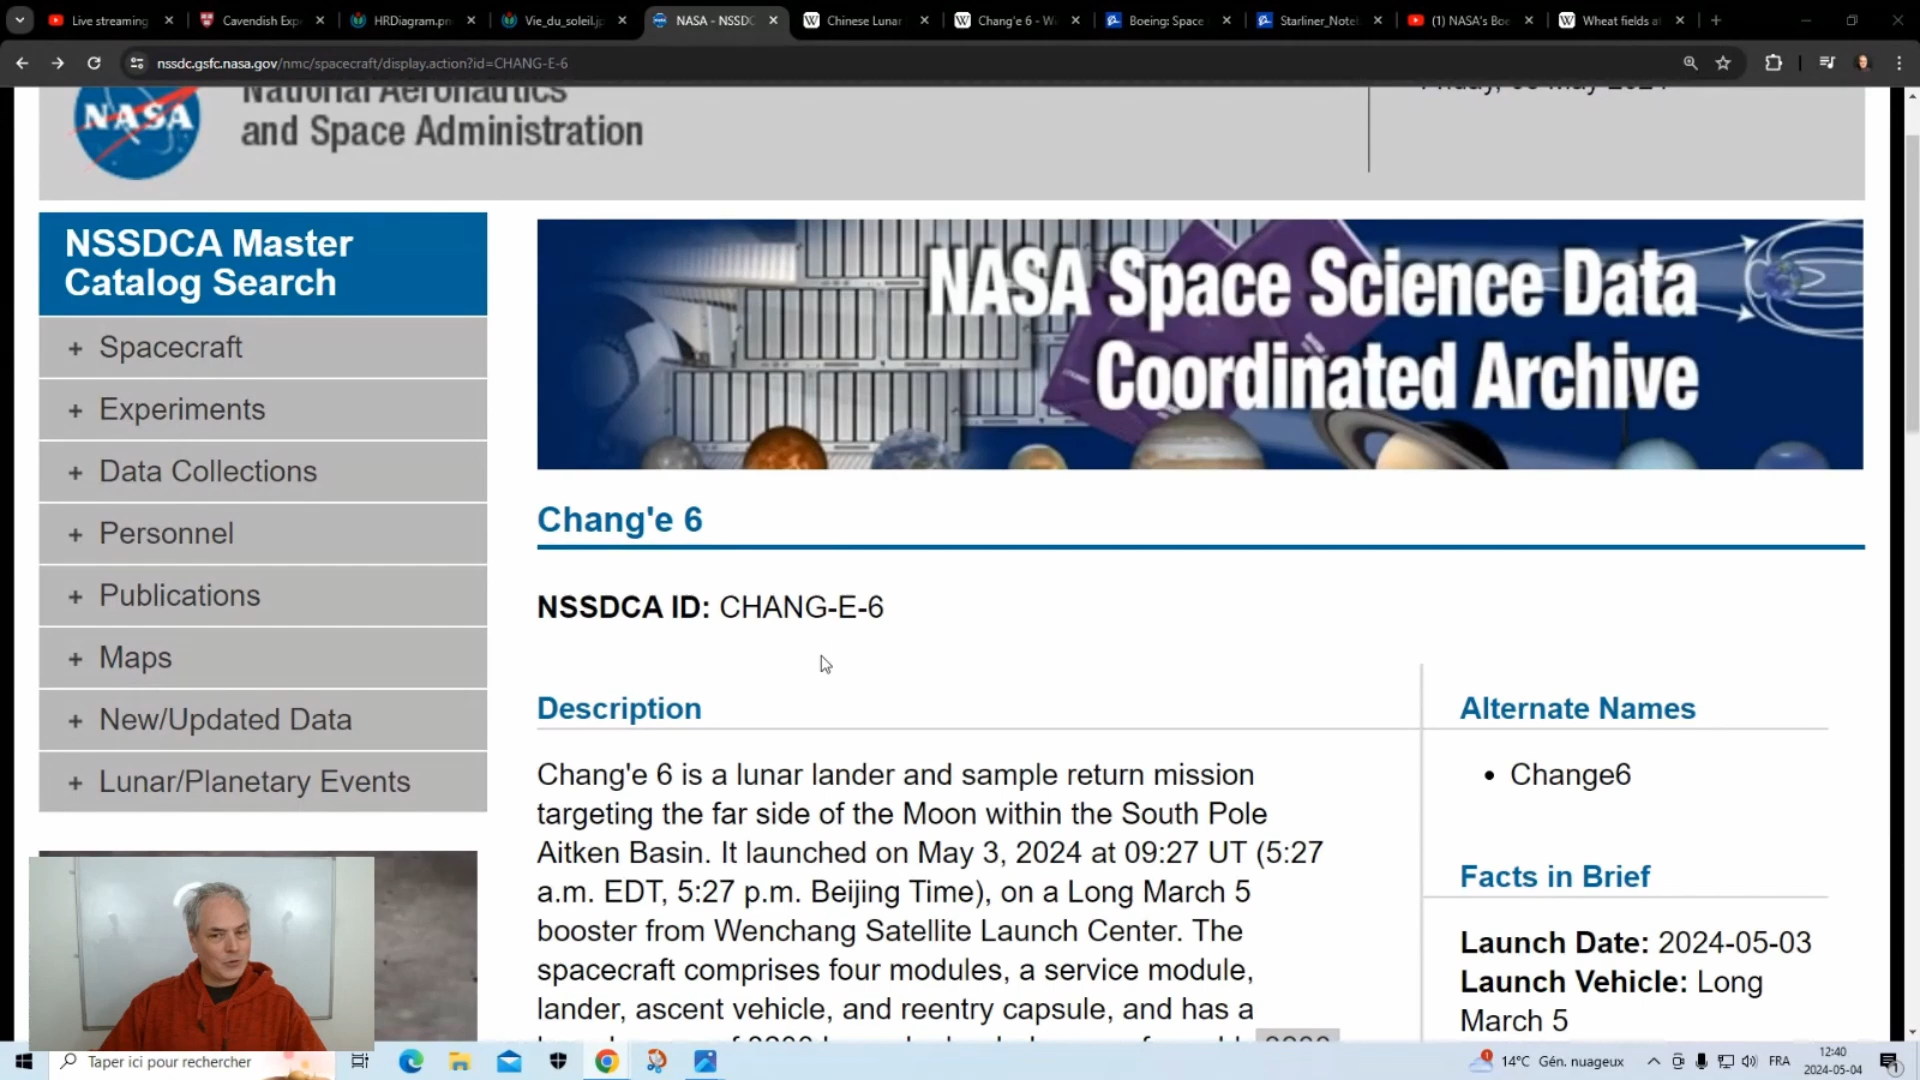 Live streaming
Cavendish Exp
HRDiagram.pn
Vie_du_soleil.j
NASA - NSSDC
Chinese Lunar
Chang'e 6 - W
Boeing: Space
Starliner_Note
(1) NASA's Boe
Wheat fields a
nssdc.gsfc.nasa.gov/nmc/spacecraft/display.action?id=CHANG-E-6
NASA
National Aeronautics
and Space Administration
NSSDCA Master
Catalog Search
+ Spacecraft
+ Experiments
+ Data Collections
+ Personnel
+ Publications
+ Maps
+ New/Updated Data
+ Lunar/Planetary Events
NASA Space Science Data
Coordinated Archive
Chang'e 6
NSSDCA ID: CHANG-E-6
Description
Chang'e 6 is a lunar lander and sample return mission
targeting the far side of the Moon within the South Pole
Aitken Basin. It launched on May 3, 2024 at 09:27 UT (5:27
a.m. EDT, 5:27 p.m. Beijing Time), on a Long March 5
booster from Wenchang Satellite Launch Center. The
spacecraft comprises four modules, a service module,
lander, ascent vehicle, and reentry capsule, and has a
Alternate Names
• Change6
Facts in Brief
Launch Date: 2024-05-03
Launch Vehicle: Long
March 5
Taper ici pour rechercher
14°C Gén. nuageux
FRA
12:40
2024-05-04